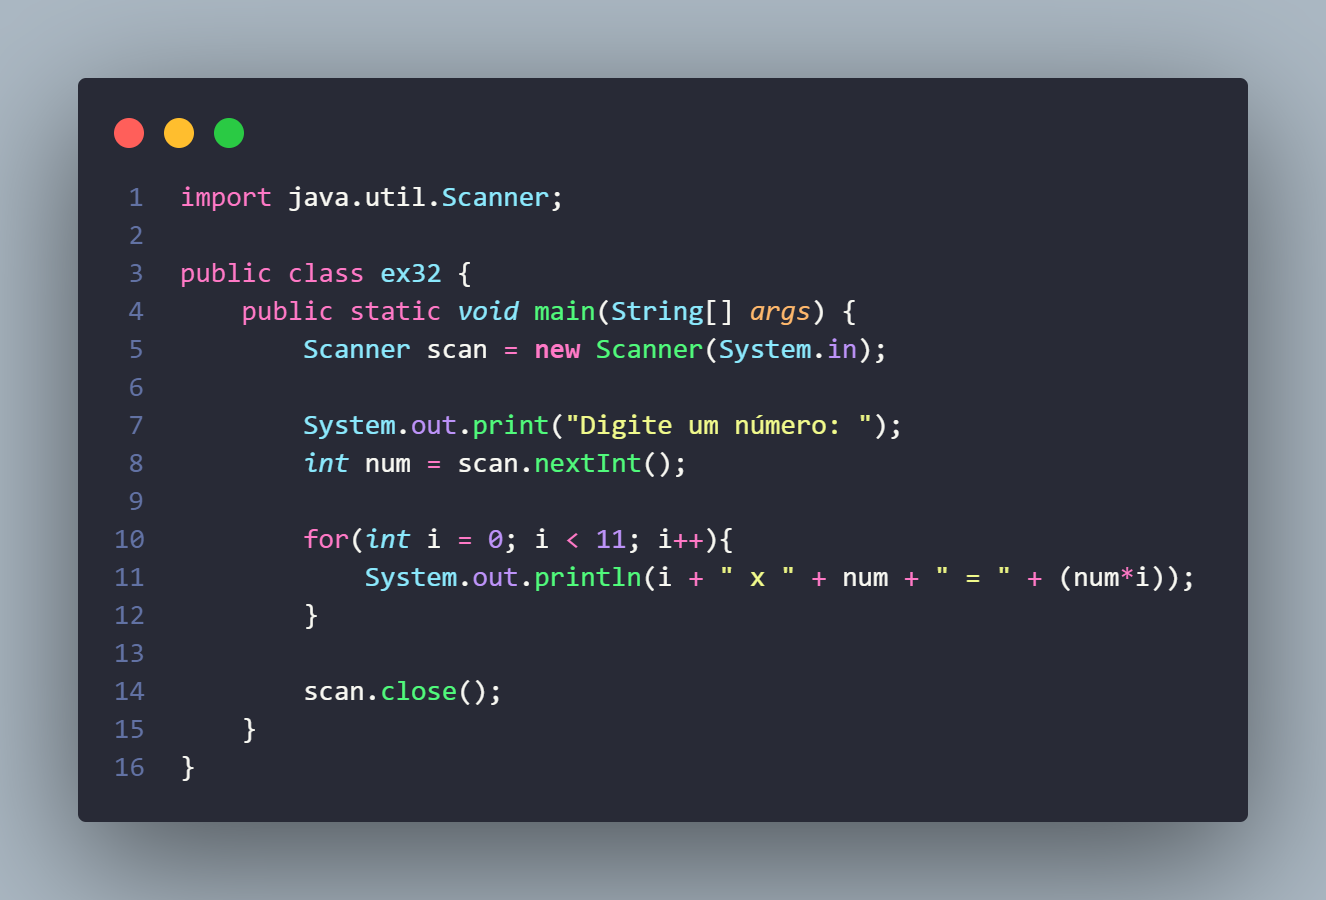 1 import java.util.Scanner;
2
3 public class ex32 {
4     public static void main(String[] args) {
5         Scanner scan = new Scanner(System.in);
6
7         System.out.print("Digite um número: ");
8         int num = scan.nextInt();
9
10         for(int i = 0; i < 11; i++){
11             System.out.println(i + " x " + num + " = " + (num*i));
12         }
13
14         scan.close();
15     }
16 }